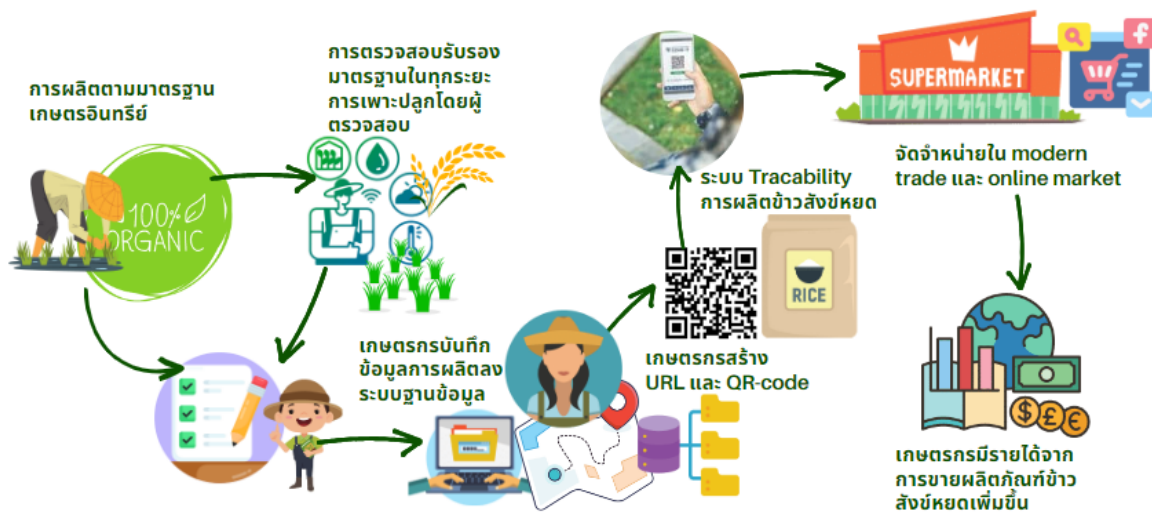 การผลิตตามมาตรฐาน
เกษตรอินทรีย์
100%
ORGANIC
การตรวจสอบรับรอง
มาตรฐานในทุกระยะ
การเพาะปลูกโดยผู้
ตรวจสอบ
เกษตรกรบันทึก
ข้อมูลการผลิตลง
ระบบฐานข้อมูล
เกษตรกรสร้าง
URL และ QR-code
RICE
ระบบ Tracability
การผลิตข้าวสังข์หยด
SUPERMARKET
จัดจำหน่ายใน modern
trade และ online market
เกษตรกรมีรายได้จาก
การขายผลิตภัณฑ์ข้าว
สังข์หยดเพิ่มขึ้น